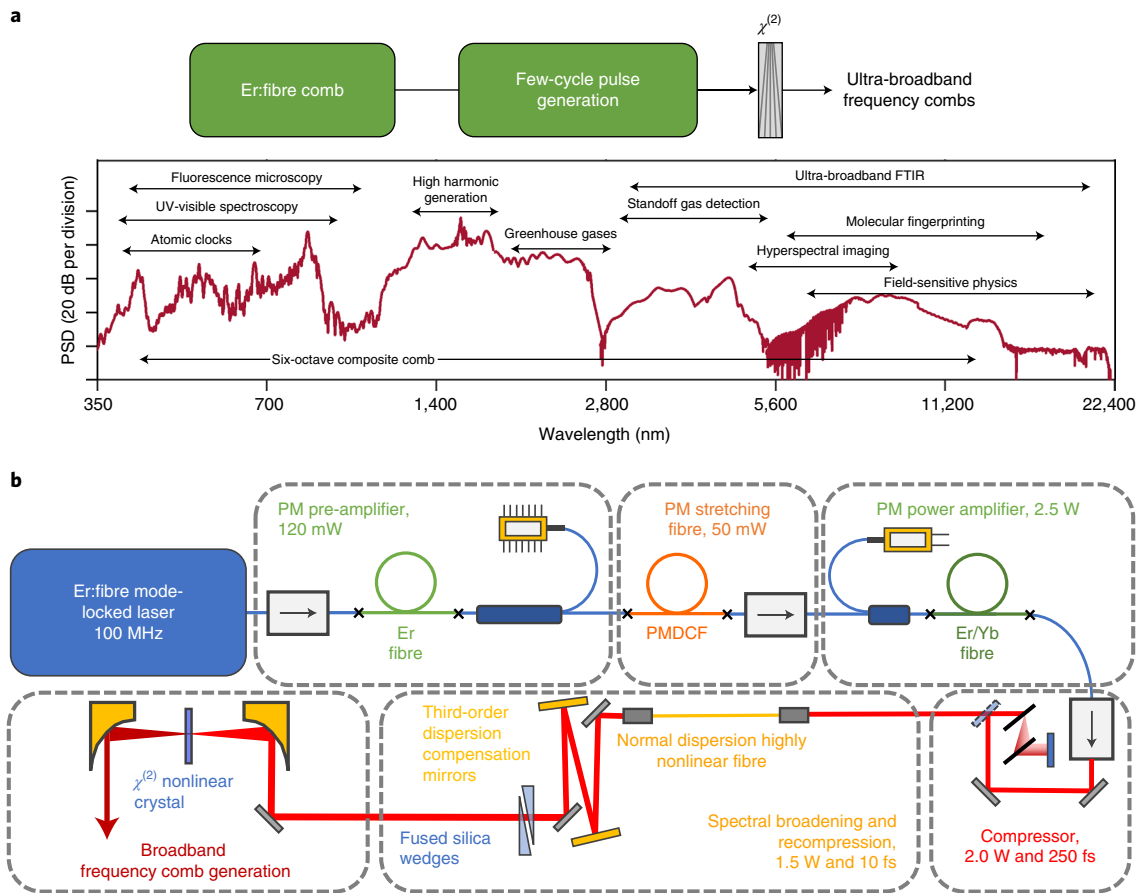 a
χ(2)
Er:fibre comb
Few-cycle pulse
generation
Ultra-broadband
frequency combs
PSD (20 dB per division)
Fluorescence microscopy
High harmonic
generation
Ultra-broadband FTIR
UV-visible spectroscopy
Standoff gas detection
Molecular fingerprinting
Atomic clocks
Greenhouse gases
Hyperspectral imaging
Field-sensitive physics
Six-octave composite comb
350
700
1,400
2,800
5,600
11,200
22,400
Wavelength (nm)
b
PM pre-amplifier,
120 mW
PM stretching
fibre, 50 mW
PM power amplifier, 2.5 W
Er:fibre mode-
locked laser
100 MHz
Er
fibre
PMDCF
Er/Yb
fibre
χ(2) nonlinear
crystal
Broadband
frequency comb generation
Third-order
dispersion
compensation
mirrors
Normal dispersion highly
nonlinear fibre
Fused silica
wedges
Spectral broadening and
recompression,
1.5 W and 10 fs
Compressor,
2.0 W and 250 fs